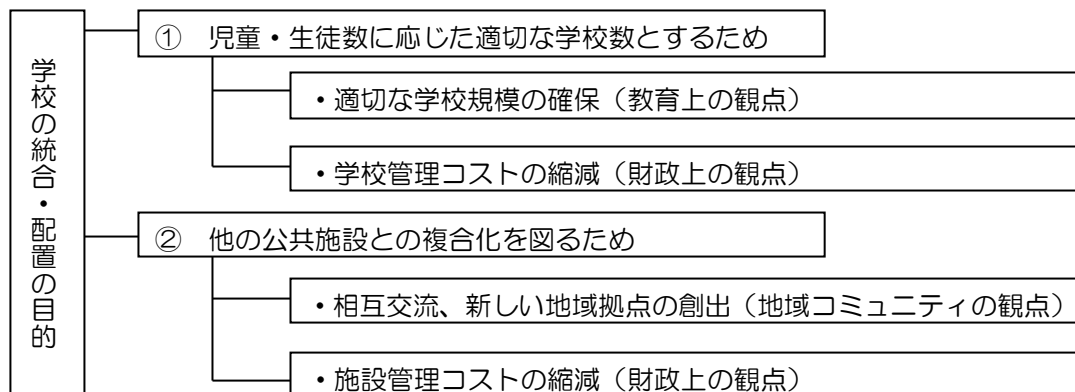 学校の統合・配置の目的
① 児童・生徒数に応じた適切な学校数とするため
・適切な学校規模の確保（教育上の観点）
・学校管理コストの縮減（財政上の観点）
② 他の公共施設との複合化を図るため
・相互交流、新しい地域拠点の創出（地域コミュニティの観点）
・施設管理コストの縮減（財政上の観点）